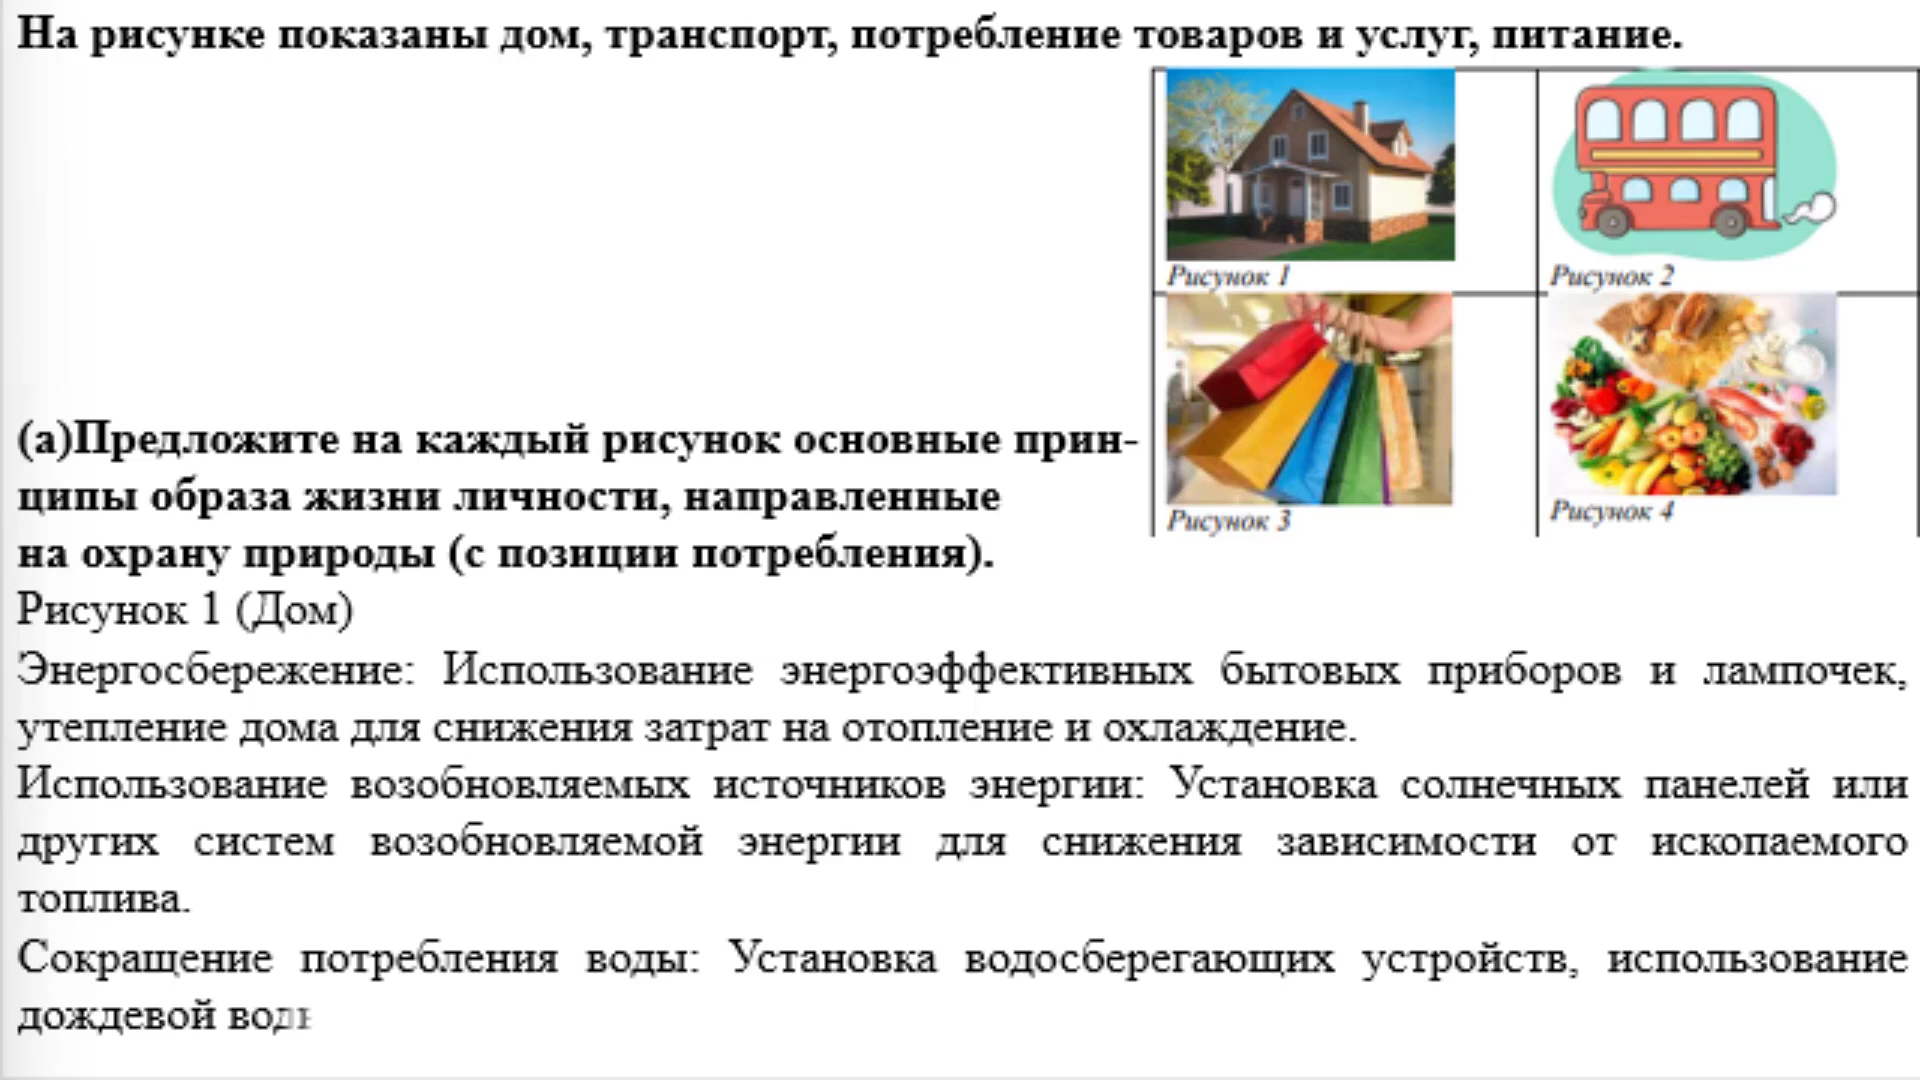 На рисунке показаны дом, транспорт, потребление товаров и услуг, питание.
Рисунок 1
Рисунок 2
Рисунок 3
Рисунок 4
(а)Предложите на каждый рисунок основные прин-
ципы образа жизни личности, направленные
на охрану природы (с позиции потребления).
Рисунок 1 (Дом)
Энергосбережение: Использование энергоэффективных бытовых приборов и лампочек,
утепление дома для снижения затрат на отопление и охлаждение.
Использование возобновляемых источников энергии: Установка солнечных панелей или
других систем возобновляемой энергии для снижения зависимости от ископаемого
топлива.
Сокращение потребления воды: Установка водосберегающих устройств, использование
дождевой